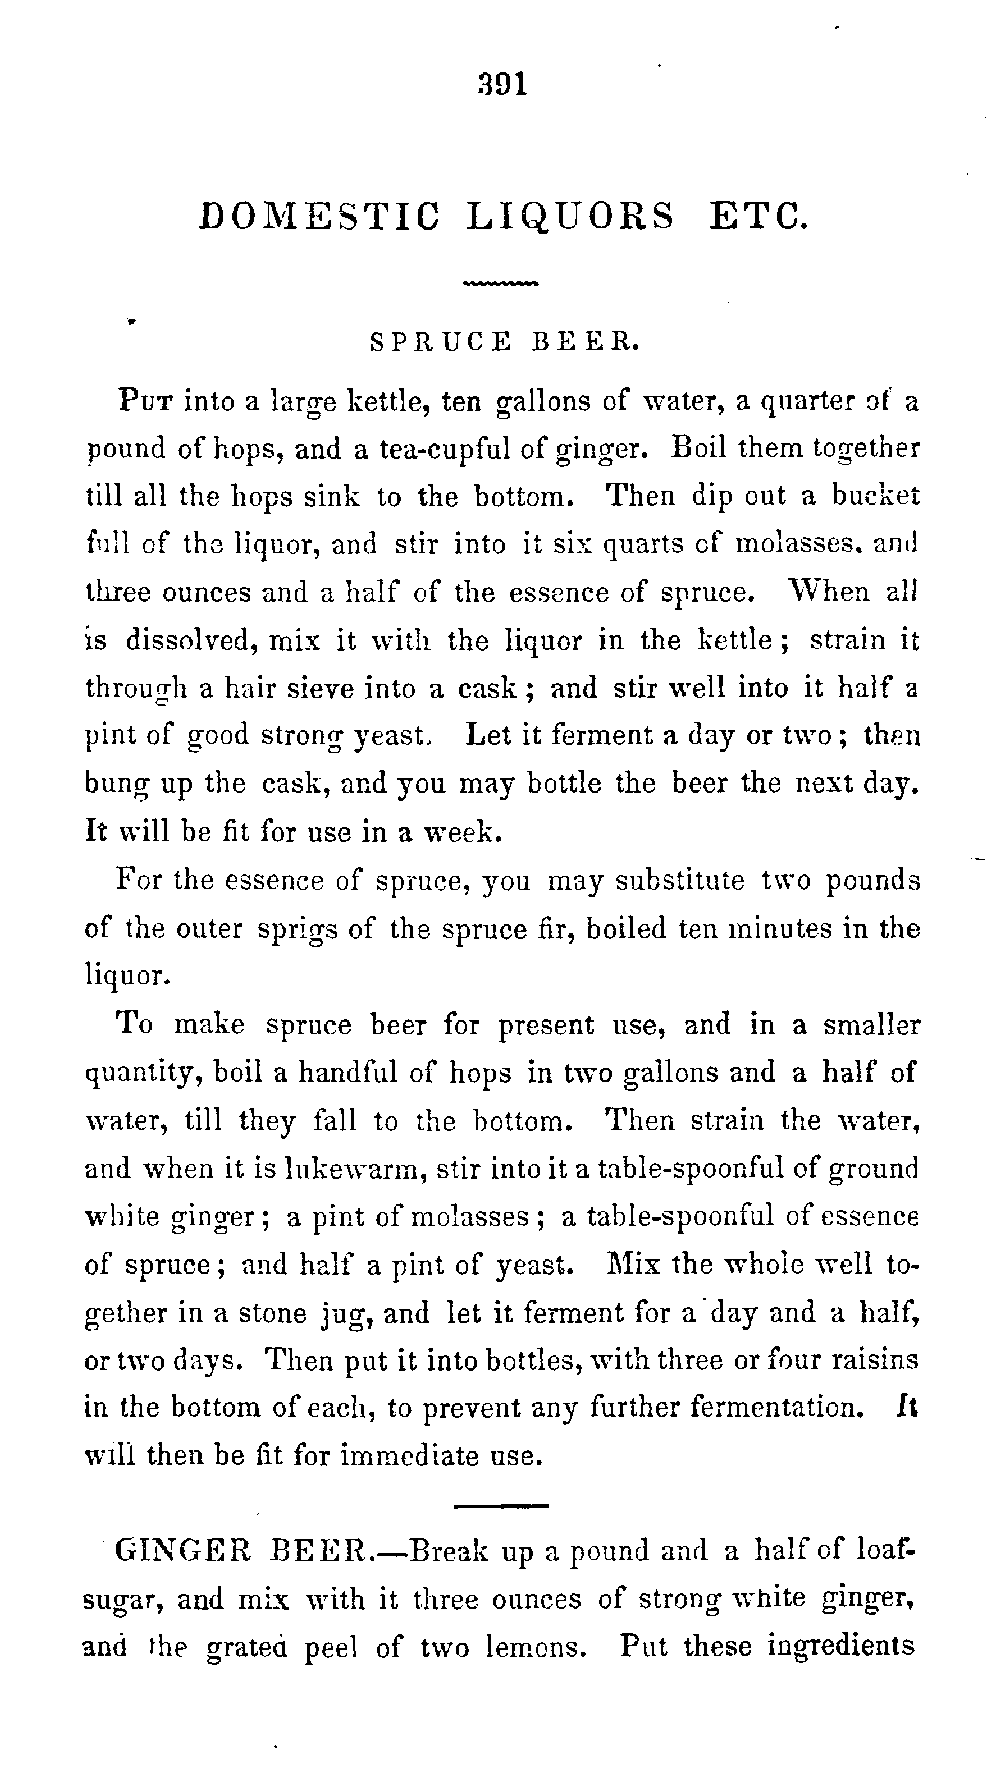 391
DOMESTIC LIQUORS ETC.
SPRUCE BEER.
Put into a large kettle, ten gallons of water, a quarter of a
pound of hops, and a tea-cupful of ginger. Boil them together
till all the hops sink to the bottom. Then dip out a bucket
full of the liquor, and stir into it six quarts of molasses, and
three ounces and a half of the essence of spruce. When all
is dissolved, mix it with the liquor in the kettle; strain it
through a hair sieve into a cask; and stir well into it half a
pint of good strong yeast. Let it ferment a day or two; then
bung up the cask, and you may bottle the beer the next day.
It will be fit for use in a week.
For the essence of spruce, you may substitute two pounds
of the outer sprigs of the spruce fir, boiled ten minutes in the
liquor.
To make spruce beer for present use, and in a smaller
quantity, boil a handful of hops in two gallons and a half of
water, till they fall to the bottom. Then strain the water,
and when it is lukewarm, stir into it a table-spoonful of ground
white ginger; a pint of molasses; a table-spoonful of essence
of spruce; and half a pint of yeast. Mix the whole well to-
gether in a stone jug, and let it ferment for a day and a half,
or two days. Then put it into bottles, with three or four raisins
in the bottom of each, to prevent any further fermentation. It
will then be fit for immediate use.
GINGER BEER.—Break up a pound and a half of loaf-
sugar, and mix with it three ounces of strong white ginger,
and the grated peel of two lemons. Put these ingredients